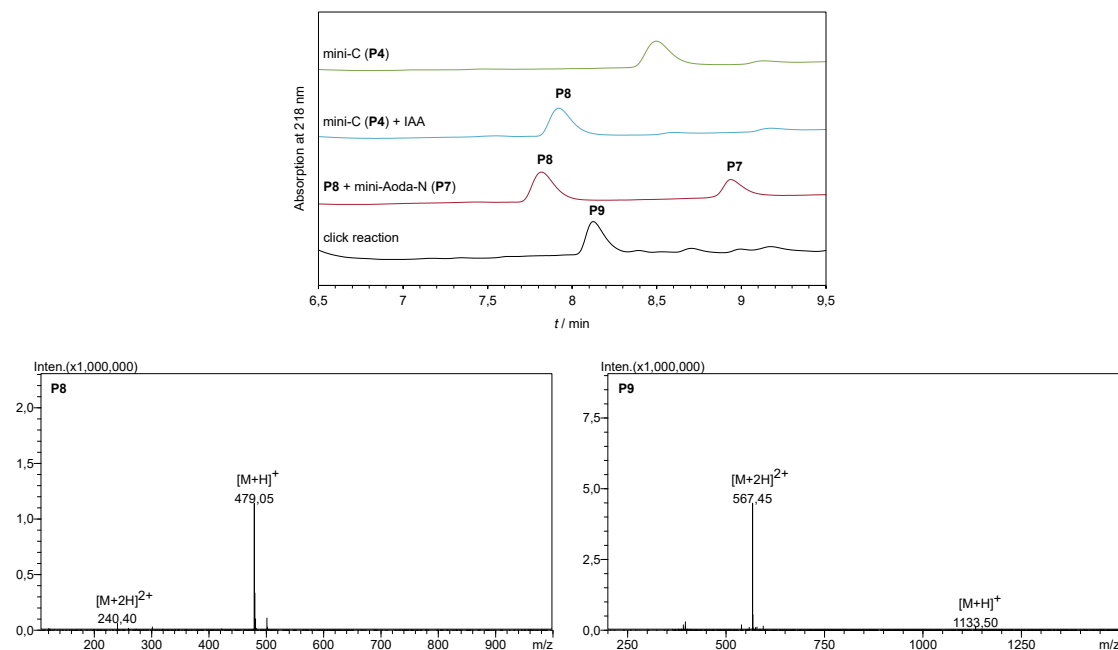 Absorption at 218 nm
mini-C (P4)
P8
mini-C (P4) + IAA
P8
P7
P8 + mini-Aoda-N (P7)
P9
click reaction
6,5 7 7,5 8 8,5 9 9,5
t / min
Inten.(x1,000,000)
P8
2,0
1,5
1,0
0,5
0,0
[M+H]+
479,05
[M+2H]2+
240,40
200 300 400 500 600 700 800 900 m/z
Inten.(x1,000,000)
P9
7,5
5,0
2,5
0,0
[M+2H]2+
567,45
[M+H]+
1133,50
250 500 750 1000 1250 m/z